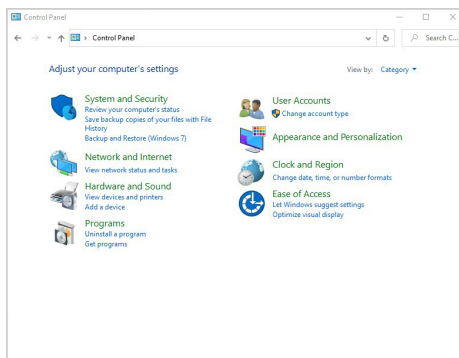 Control Panel
Control Panel
Search C...
Adjust your computer's settings
View by: Category
System and Security
Review your computer's status
Save backup copies of your files with File
History
Backup and Restore (Windows 7)
Network and Internet
View network status and tasks
Hardware and Sound
View devices and printers
Add a device
Programs
Uninstall a program
Get programs
User Accounts
Change account type
Appearance and Personalization
Clock and Region
Change date, time, or number formats
Ease of Access
Let Windows suggest settings
Optimize visual display